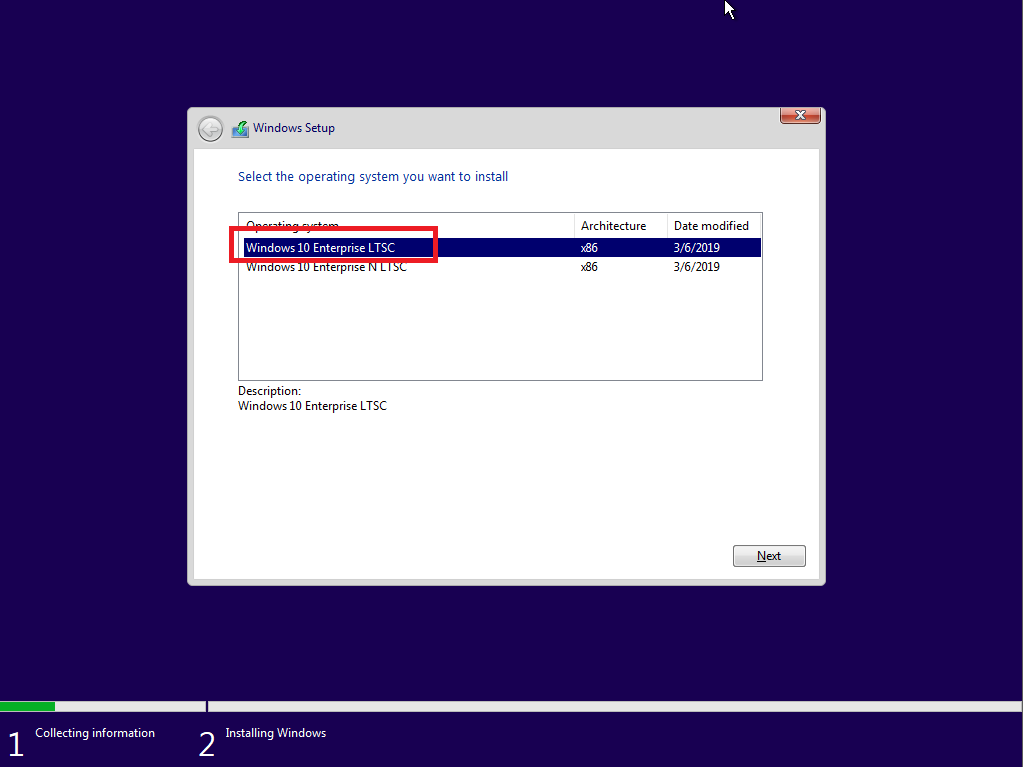 Windows Setup
Select the operating system you want to install
Operating system Architecture Date modified
Windows 10 Enterprise LTSC x86 3/6/2019
Windows 10 Enterprise N LTSC x86 3/6/2019
Description:
Windows 10 Enterprise LTSC
Next
1 Collecting information 2 Installing Windows